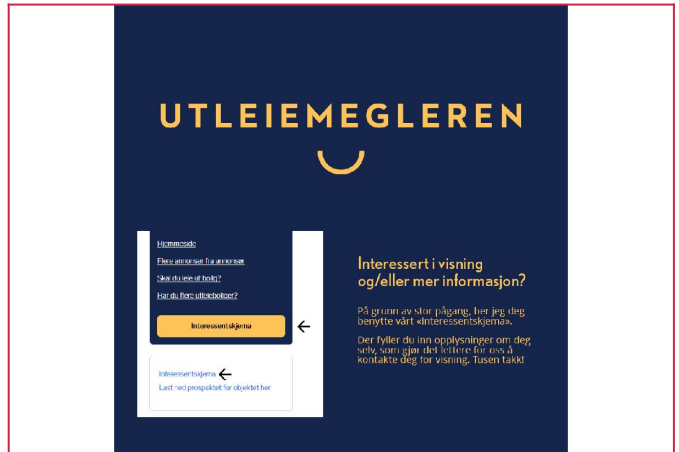 UTLEIEMEGLEREN
Hjemmeside
Flere annonser fra annonsør
Skal du leie ut bolig?
Har du flere utleieboliger?
Interessentskjema
Interessentskjema
Last ned prospektet for objektet her
Interessert i visning
og/eller mer informasjon?
På grunn av stor pågang, ber jeg deg
benytte vårt «Interessentskjema».
Der fyller du inn opplysninger om deg
selv, som gjør det lettere for oss å
kontakte deg for visning. Tusen takk!